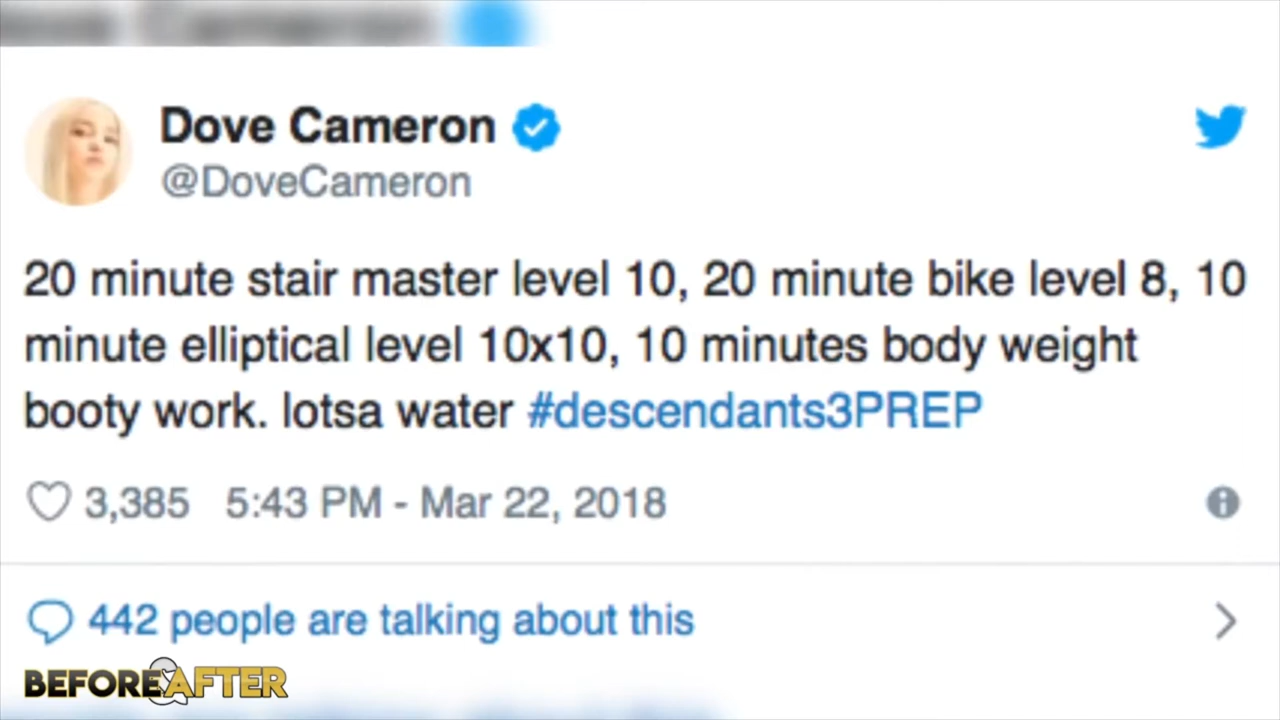 Dove Cameron
@DoveCameron
20 minute stair master level 10, 20 minute bike level 8, 10
minute elliptical level 10x10, 10 minutes body weight
booty work. lotsa water #descendants3PREP
3,385 5:43 PM - Mar 22, 2018
442 people are talking about this
BEFORE&AFTER